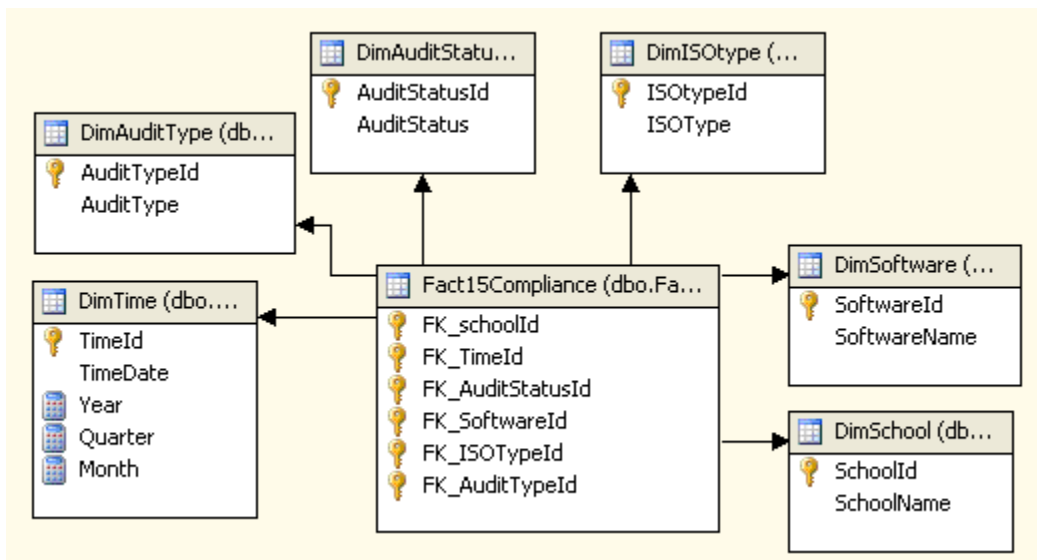 DimAuditStatu...
AuditStatusId
AuditStatus
DimISOtype (...
ISOtypeId
ISOType
DimAuditType (db...
AuditTypeId
AuditType
DimTime (dbo....
TimeId
TimeDate
Year
Quarter
Month
Fact15Compliance (dbo.Fa...
FK_schoolId
FK_TimeId
FK_AuditStatusId
FK_SoftwareId
FK_ISOTypeId
FK_AuditTypeId
DimSoftware (...
SoftwareId
SoftwareName
DimSchool (db...
SchoolId
SchoolName